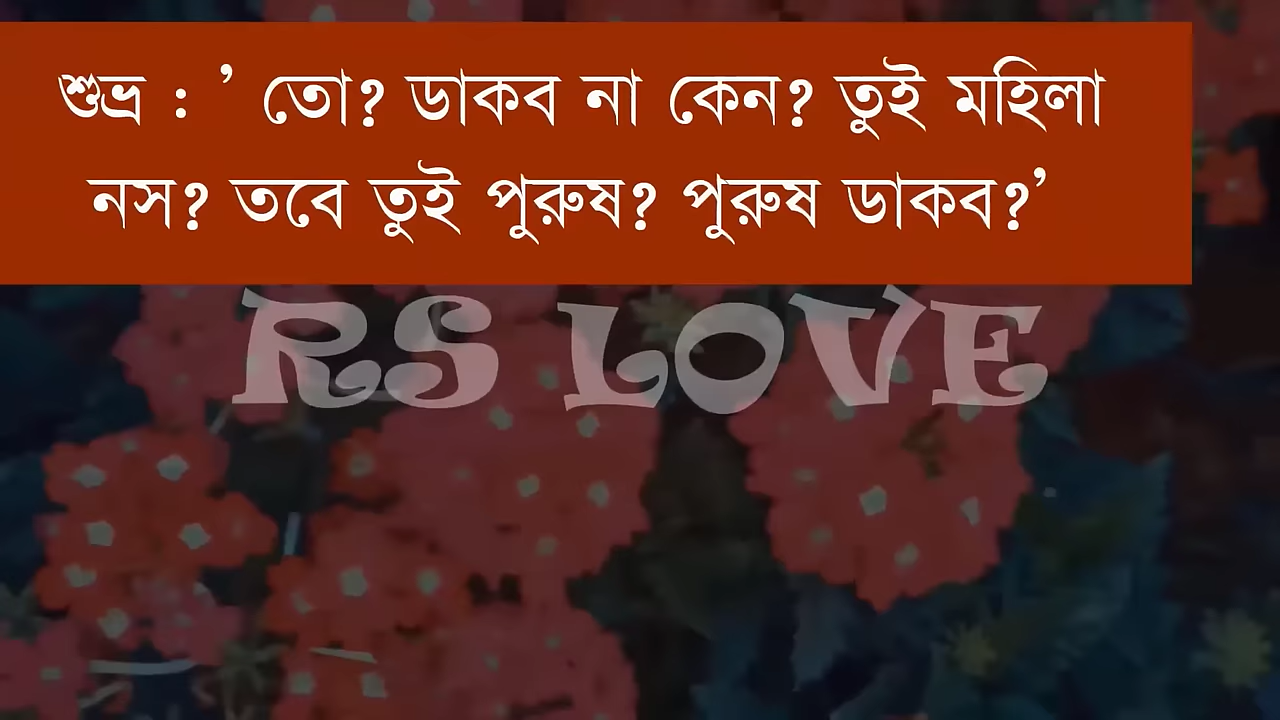 শুভ্র : ’ তো? ডাকব না কেন? তুই মহিলা
নস? তবে তুই পুরুষ? পুরুষ ডাকব?’
RS LOVE